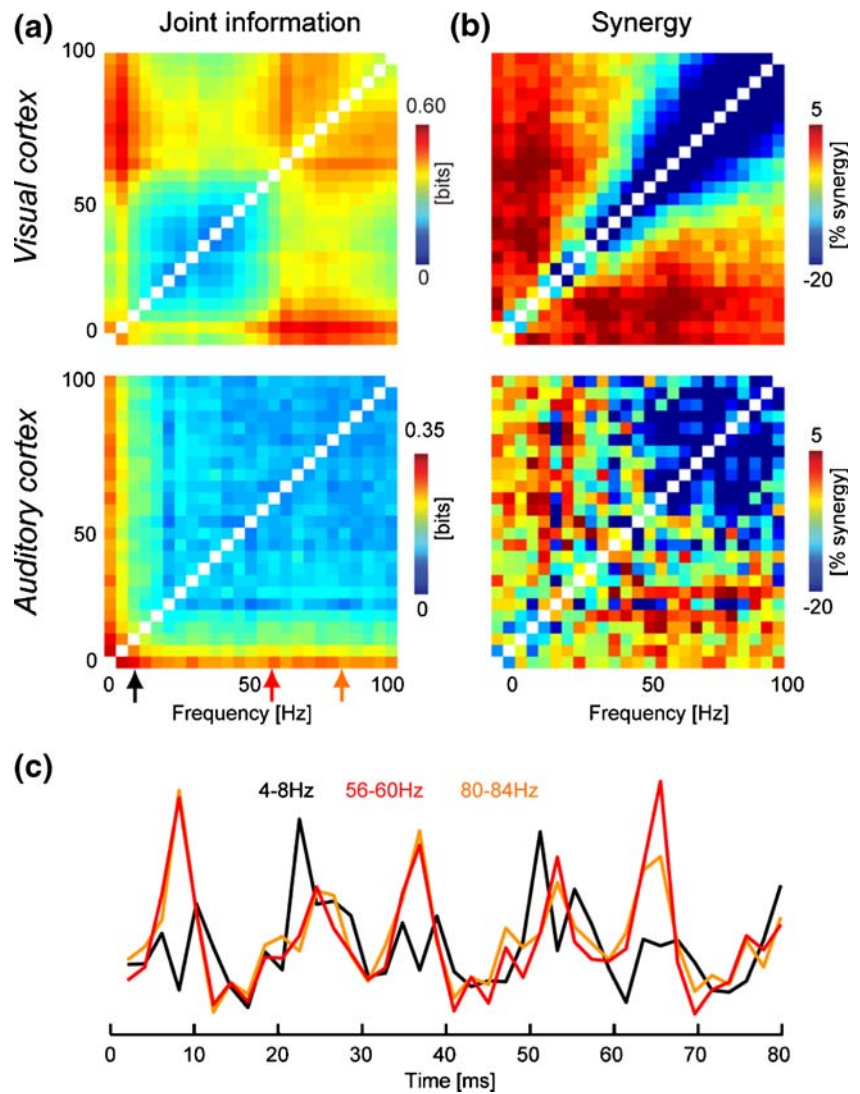 (a) Joint information
(b) Synergy
Visual cortex
100
50
0
0.60
[bits]
0
5
[% synergy]
-20
Auditory cortex
100
50
0
0.35
[bits]
0
5
[% synergy]
-20
0 50 100
Frequency [Hz]
0 50 100
Frequency [Hz]
(c)
4-8Hz 56-60Hz 80-84Hz
0 10 20 30 40 50 60 70 80
Time [ms]